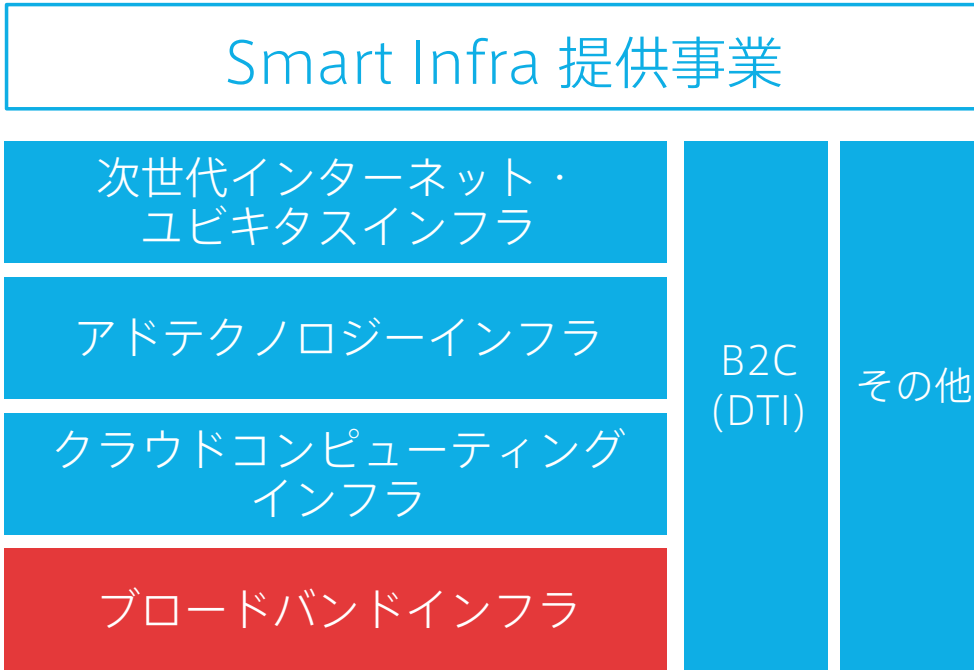 Smart Infra 提供事業
次世代インターネット・
ユビキタスインフラ
アドテクノロジーインフラ
クラウドコンピューティング
インフラ
ブロードバンドインフラ
B2C
(DTI)
その他